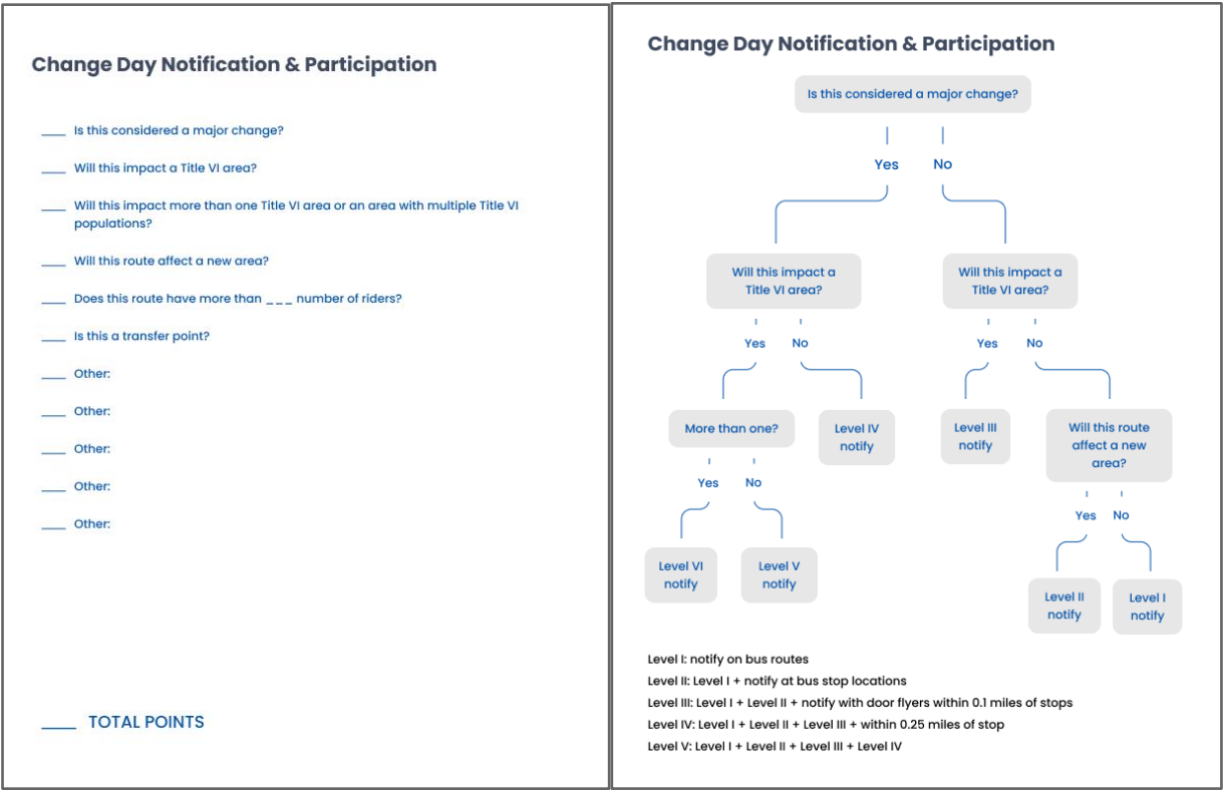 Change Day Notification & Participation
____ Is this considered a major change?
____ Will this impact a Title VI area?
____ Will this impact more than one Title VI area or an area with multiple Title VI
populations?
____ Will this route affect a new area?
____ Does this route have more than _ _ _ number of riders?
____ Is this a transfer point?
____ Other:
____ Other:
____ Other:
____ Other:
____ Other:
____ TOTAL POINTS
Change Day Notification & Participation
Is this considered a major change?
Yes No
Will this impact a
Title VI area?
Will this impact a
Title VI area?
Yes No
Yes No
More than one?
Level IV
notify
Level III
notify
Will this route
affect a new
area?
Yes No
Yes No
Level VI
notify
Level V
notify
Level II
notify
Level I
notify
Level I: notify on bus routes
Level II: Level I + notify at bus stop locations
Level III: Level I + Level II + notify with door flyers within 0.1 miles of stops
Level IV: Level I + Level II + Level III + within 0.25 miles of stop
Level V: Level I + Level II + Level III + Level IV